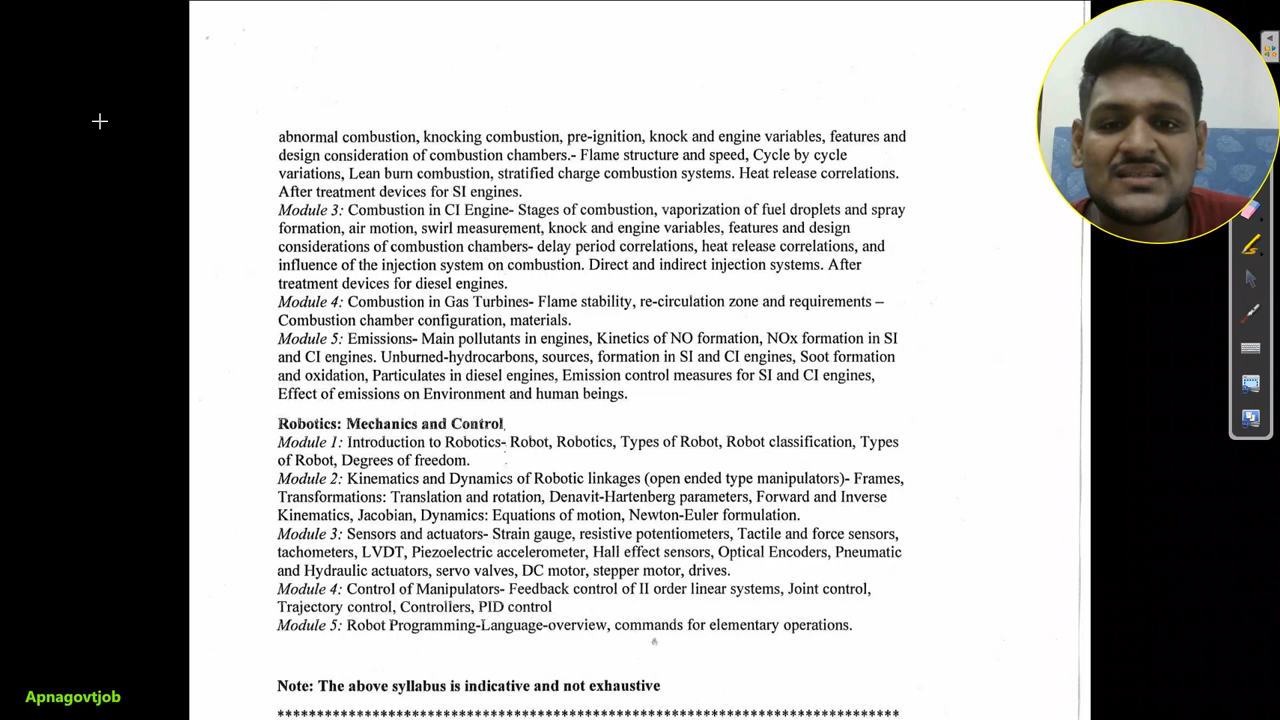 abnormal combustion, knocking combustion, pre-ignition, knock and engine variables, features and
design consideration of combustion chambers.- Flame structure and speed, Cycle by cycle
variations, Lean burn combustion, stratified charge combustion systems. Heat release correlations.
After treatment devices for SI engines.
Module 3: Combustion in CI Engine- Stages of combustion, vaporization of fuel droplets and spray
formation, air motion, swirl measurement, knock and engine variables, features and design
considerations of combustion chambers- delay period correlations, heat release correlations, and
influence of the injection system on combustion. Direct and indirect injection systems. After
treatment devices for diesel engines.
Module 4: Combustion in Gas Turbines- Flame stability, re-circulation zone and requirements –
Combustion chamber configuration, materials.
Module 5: Emissions- Main pollutants in engines, Kinetics of NO formation, NOx formation in SI
and CI engines. Unburned-hydrocarbons, sources, formation in SI and CI engines, Soot formation
and oxidation, Particulates in diesel engines, Emission control measures for SI and CI engines,
Effect of emissions on Environment and human beings.
Robotics: Mechanics and Control
Module 1: Introduction to Robotics- Robot, Robotics, Types of Robot, Robot classification, Types
of Robot, Degrees of freedom.
Module 2: Kinematics and Dynamics of Robotic linkages (open ended type manipulators)- Frames,
Transformations: Translation and rotation, Denavit-Hartenberg parameters, Forward and Inverse
Kinematics, Jacobian, Dynamics: Equations of motion, Newton-Euler formulation.
Module 3: Sensors and actuators- Strain gauge, resistive potentiometers, Tactile and force sensors,
tachometers, LVDT, Piezoelectric accelerometer, Hall effect sensors, Optical Encoders, Pneumatic
and Hydraulic actuators, servo valves, DC motor, stepper motor, drives.
Module 4: Control of Manipulators- Feedback control of II order linear systems, Joint control,
Trajectory control, Controllers, PID control
Module 5: Robot Programming-Language-overview, commands for elementary operations.
Note: The above syllabus is indicative and not exhaustive
Apnagovtjob